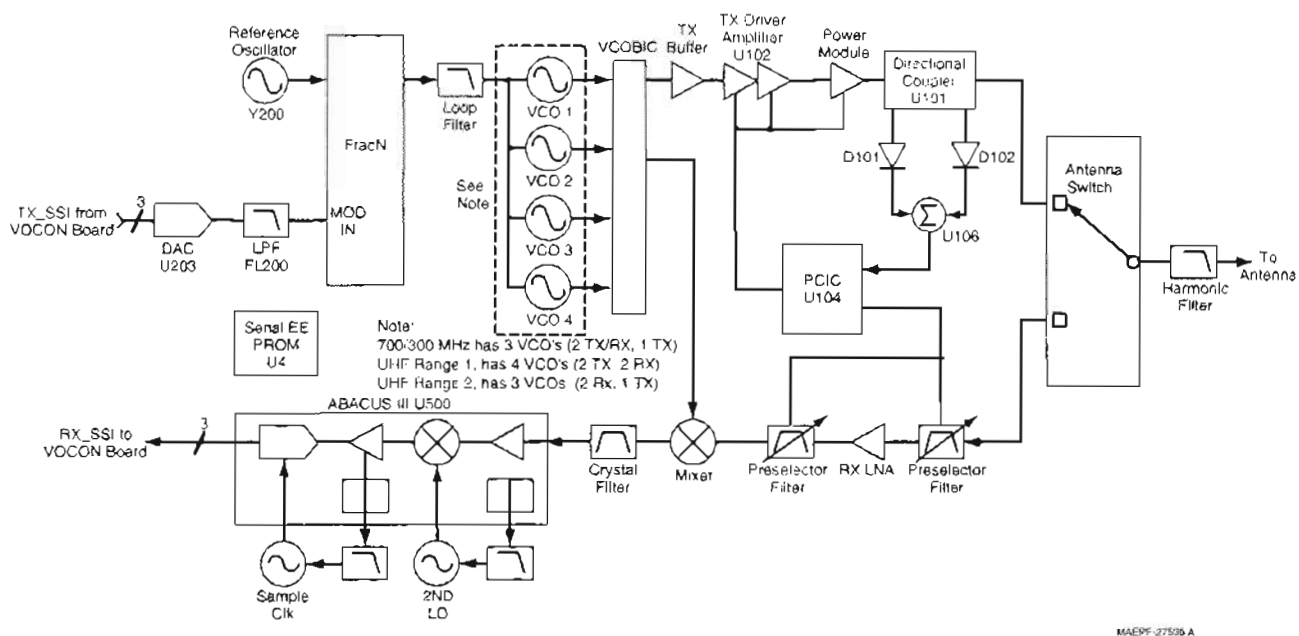 Reference
Oscillator
Y200
FracN
MOD
IN
TX_SSI from
VOCON Board
3
DAC
U203
LPF
FL200
Loop
Filter
See
Note
VCO 1
VCO 2
VCO 3
VCO 4
VCOBIC
TX
Buffer
TX Driver
Amplifier
U102
Power
Module
Directional
Coupler
U101
D101
D102
Σ
U106
PCIC
U104
Antenna
Switch
Harmonic
Filter
To
Antenna
Serial EE
PROM
U4
Note:
700/800 MHz has 3 VCO's (2 TX/RX, 1 TX)
UHF Range 1, has 4 VCO's (2 TX, 2 RX)
UHF Range 2, has 3 VCOs (2 Rx, 1 TX)
ABACUS III U500
RX_SSI to
VOCON Board
3
Crystal
Filter
Mixer
Preselector
Filter
RX LNA
Preselector
Filter
Sample
Clk
2ND
LO